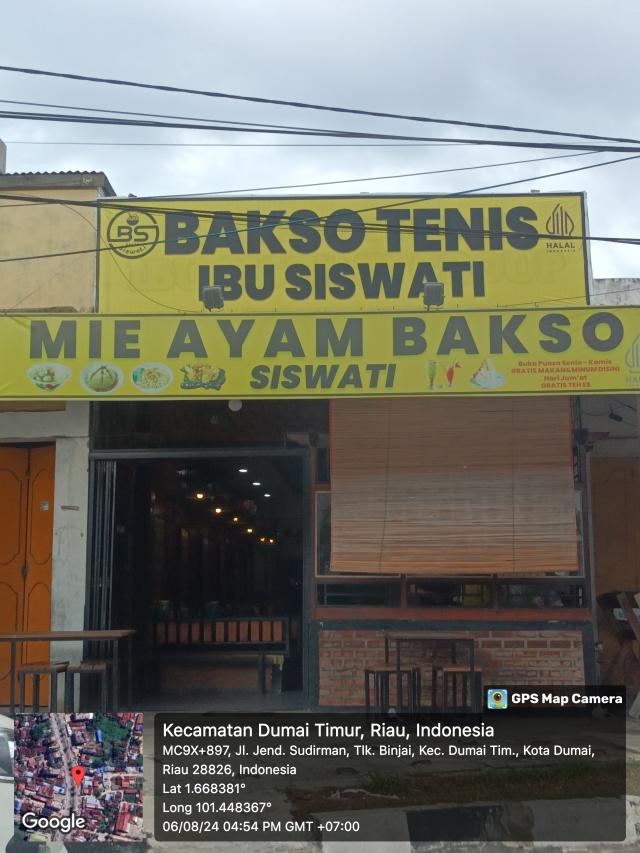 BS
Siswati
BAKSO TENIS
IBU SISWATI
HALAL
INDONESIA
MIE AYAM BAKSO
SISWATI
Buka Puasa Senin - Kamis
GRATIS MAKAN&MINUM DISINI
Hari Jum'at
GRATIS TEH ES
HALAL
GPS Map Camera
Kecamatan Dumai Timur, Riau, Indonesia
MC9X+897, Jl. Jend. Sudirman, Tlk. Binjai, Kec. Dumai Tim., Kota Dumai,
Riau 28826, Indonesia
Lat 1.668381°
Long 101.448367°
06/08/24 04:54 PM GMT +07:00
Google